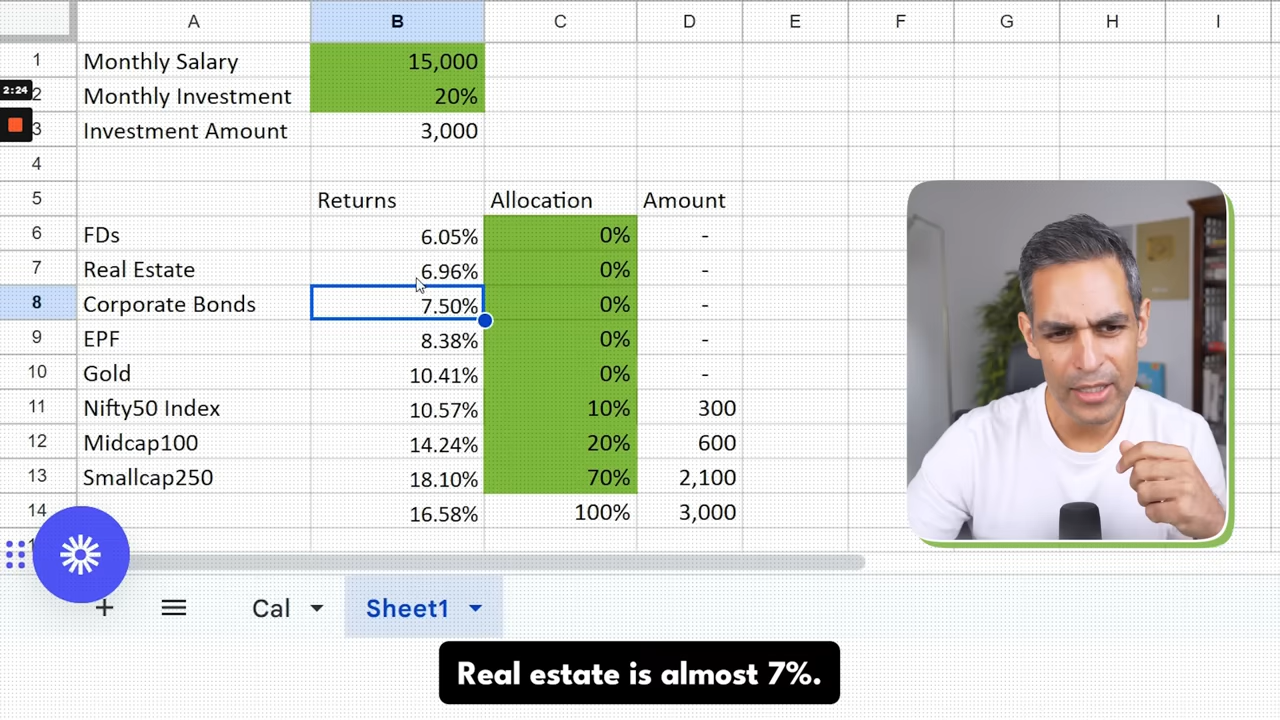 A B C D E F G H I
1 Monthly Salary 15,000
2:24 2 Monthly Investment 20%
3 Investment Amount 3,000
4
5 Returns Allocation Amount
6 FDs 6.05% 0% -
7 Real Estate 6.96% 0% -
8 Corporate Bonds 7.50% 0% -
9 EPF 8.38% 0% -
10 Gold 10.41% 0% -
11 Nifty50 Index 10.57% 10% 300
12 Midcap100 14.24% 20% 600
13 Smallcap250 18.10% 70% 2,100
14 16.58% 100% 3,000
+ Cal Sheet1
Real estate is almost 7%.